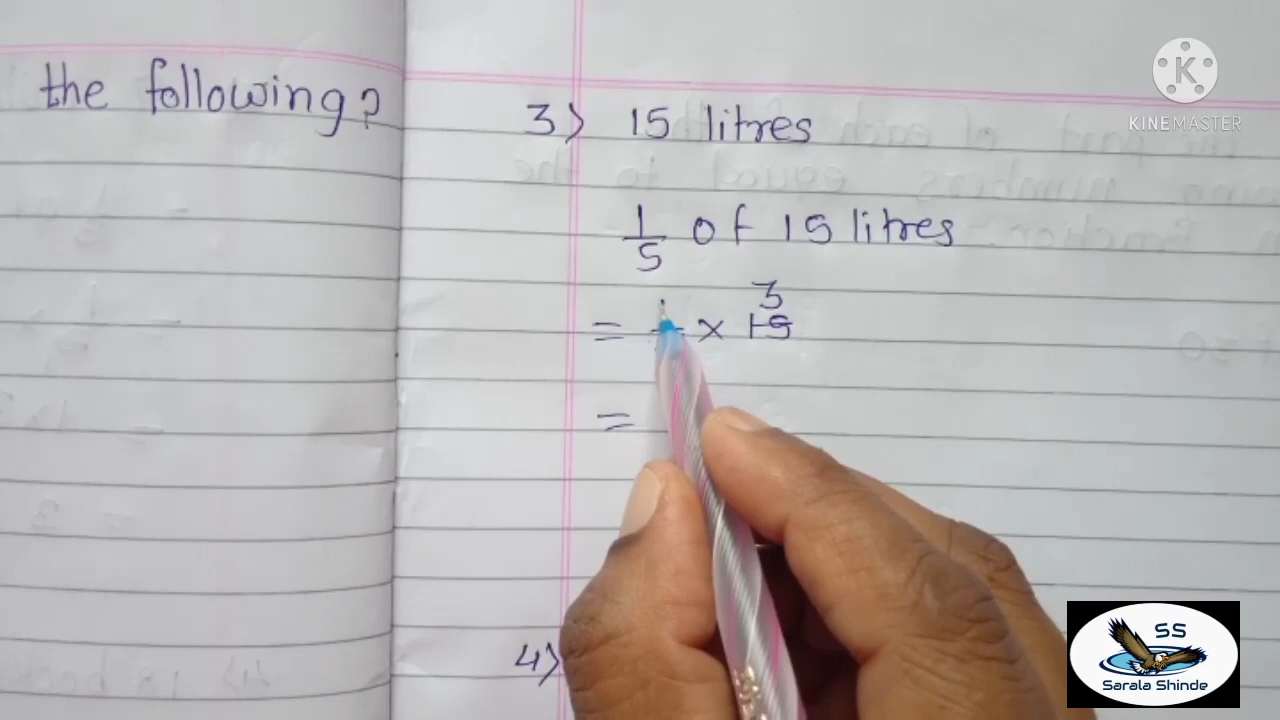 the following?
3) 15 litres
1/5 of 15 litres
= × 15 3
=
4)
KINEMASTER
SS
Sarala Shinde